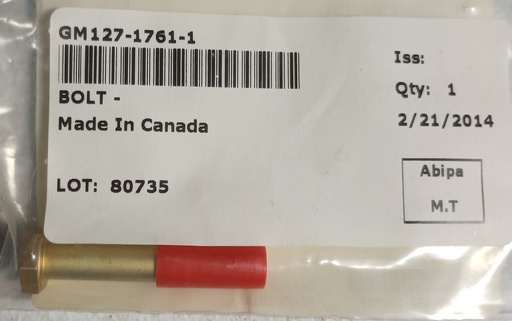 GM127-1761-1
BOLT -
Made In Canada
LOT: 80735
Iss:
Qty: 1
2/21/2014
Abipa
M.T